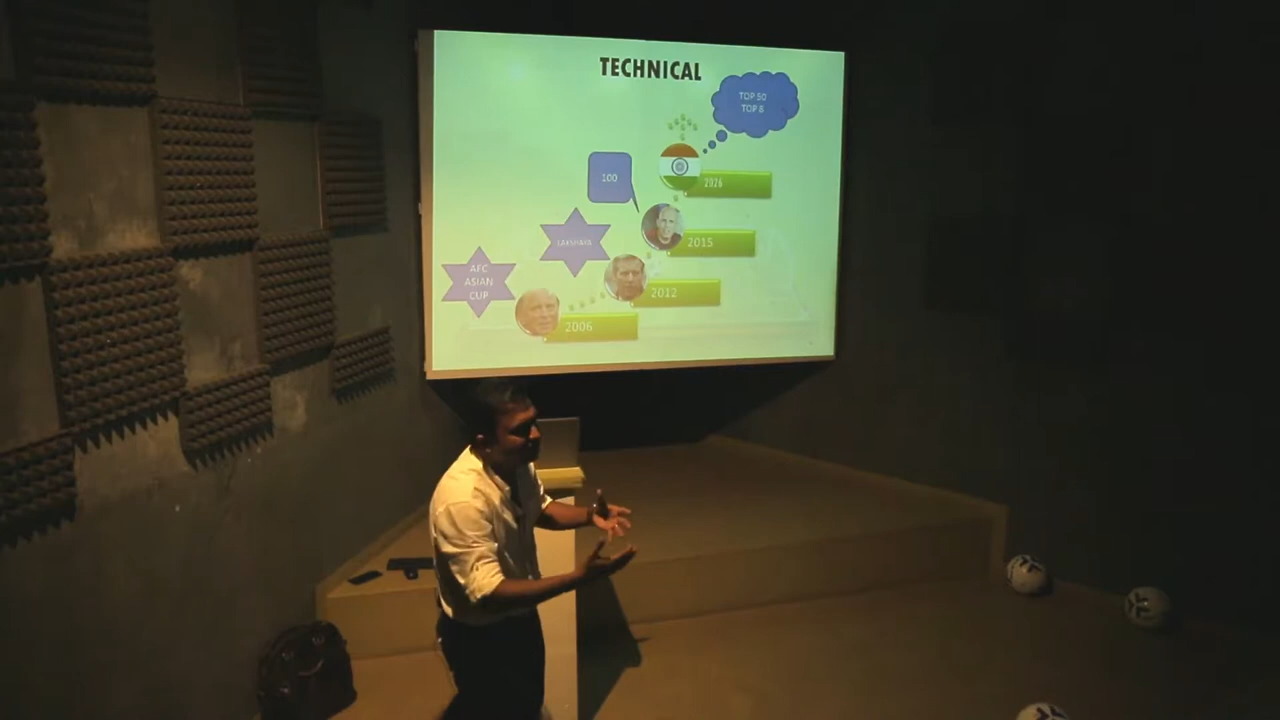 TECHNICAL
TOP 50
TOP 8
2026
100
2015
LAKSHAYA
2012
AFC
ASIAN
CUP
2006